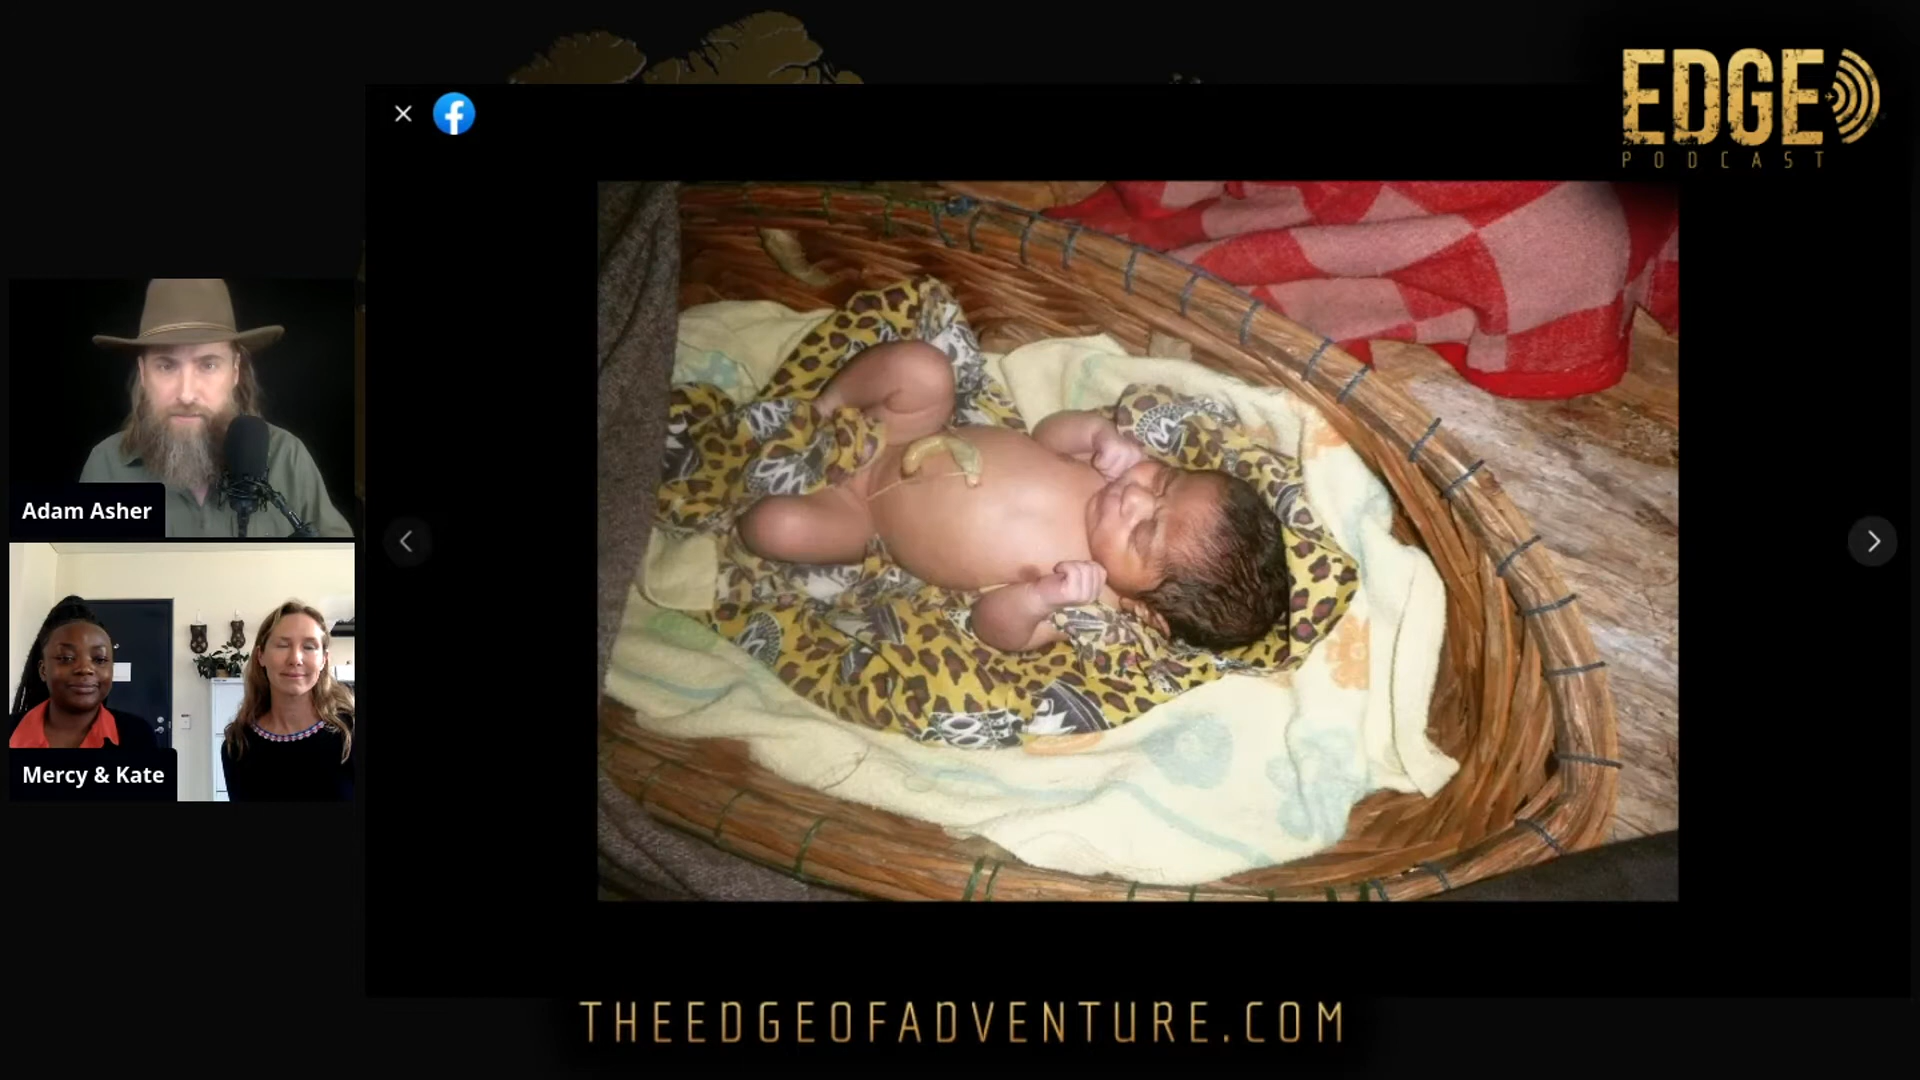 EDGE
PODCAST
Adam Asher
Mercy & Kate
THEEDGEOFADVENTURE.COM